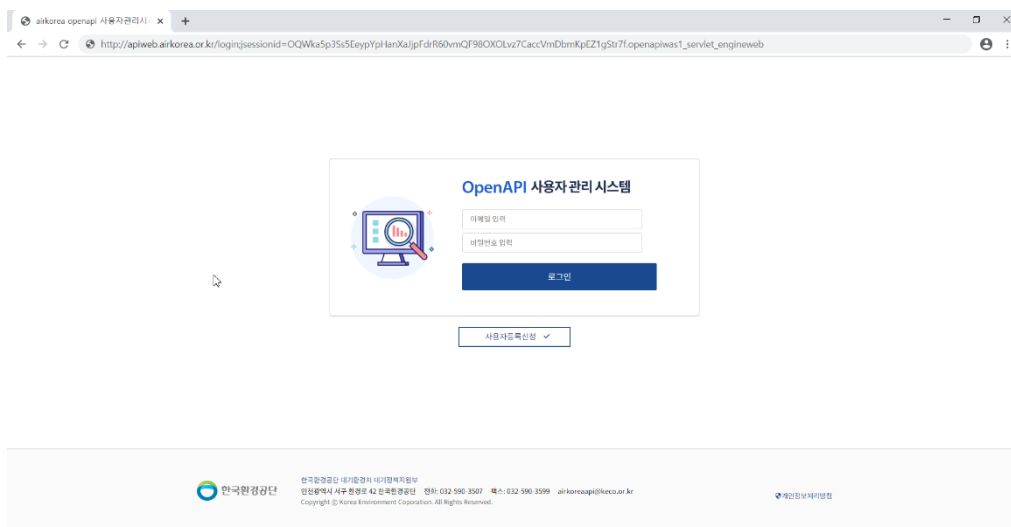 airkorea openapi 사용자관리시
http://apiweb.airkorea.or.kr/login;jsessionid=OQWka5p3Ss5EeypYpHanXaJjpFdrR60vmQF98OXOLvz7CaccVmDbmKpEZ1gStr7f.openapiwas1_servlet_engineweb
OpenAPI 사용자 관리 시스템
이메일 입력
비밀번호 입력
로그인
사용자등록신청
한국환경공단
한국환경공단 대기환경처 대기정책지원부
인천광역시 서구 환경로 42 한국환경공단 전화: 032-590-3507 팩스: 032-590-3599 airkoreaapi@keco.or.kr
Copyright ⓒ Korea Environment Coporation. All Rights Reserved.
개인정보처리방침